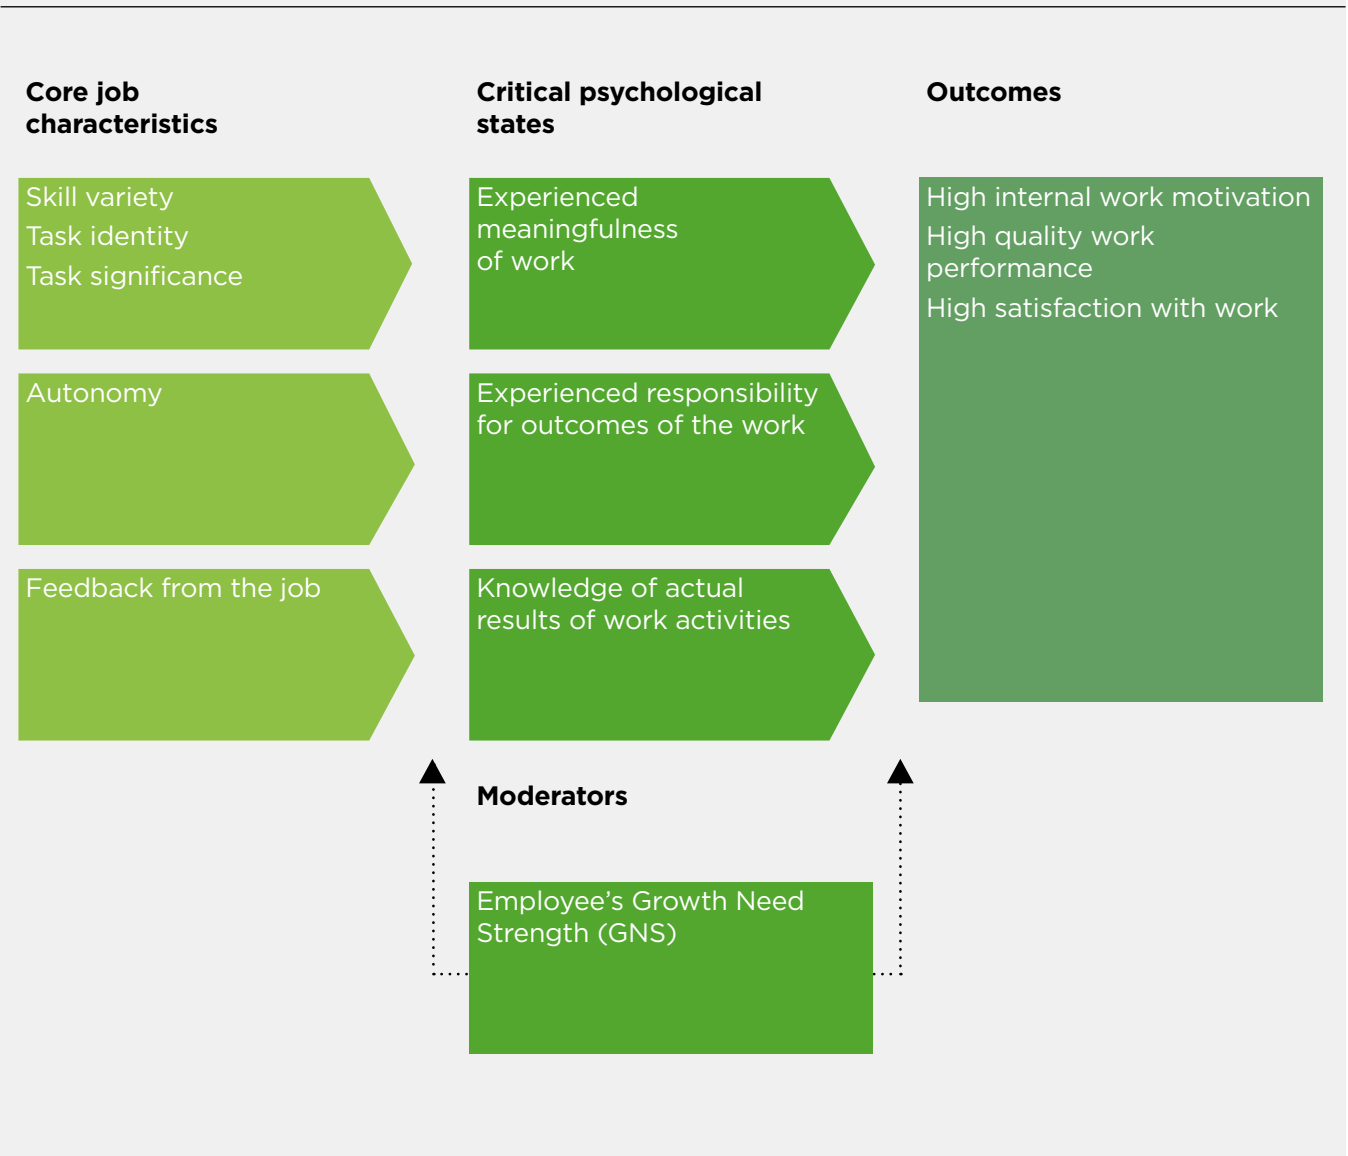 Core job
characteristics
Critical psychological
states
Outcomes
Skill variety
Task identity
Task significance
Experienced
meaningfulness
of work
High internal work motivation
High quality work
performance
High satisfaction with work
Autonomy
Experienced responsibility
for outcomes of the work
Feedback from the job
Knowledge of actual
results of work activities
Moderators
Employee’s Growth Need
Strength (GNS)